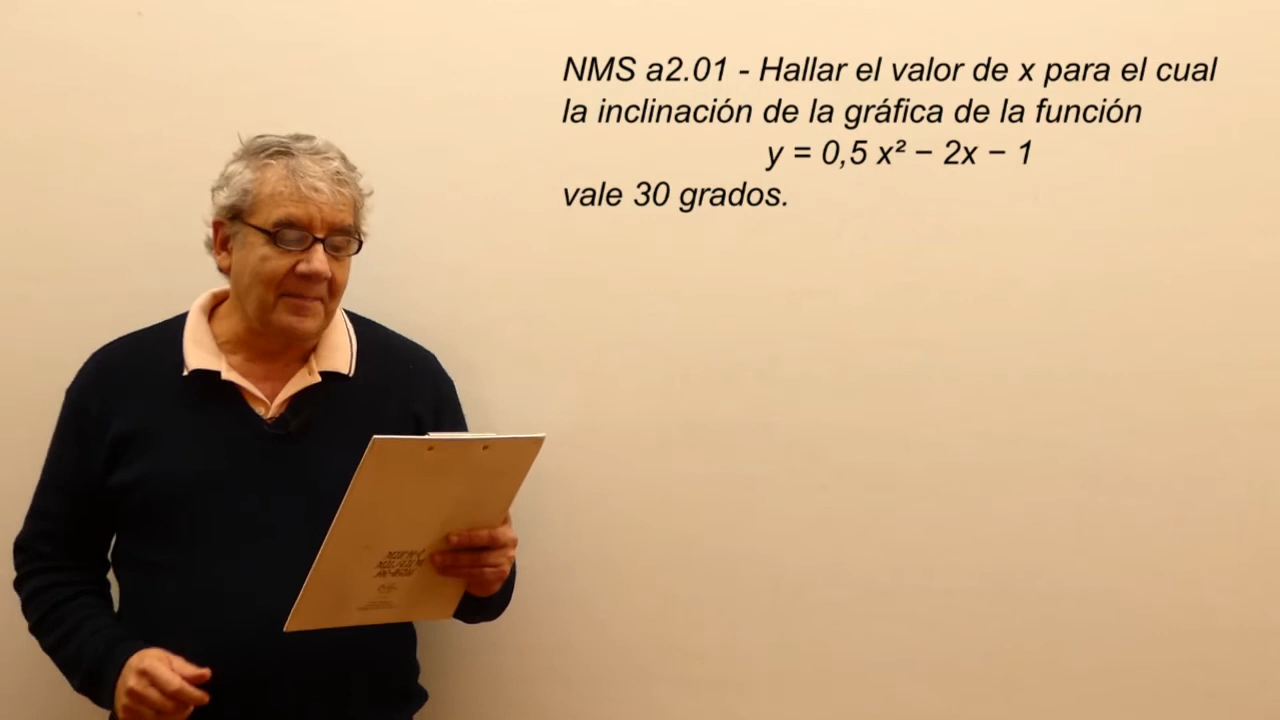 NMS a2.01 - Hallar el valor de x para el cual
la inclinación de la gráfica de la función
y = 0,5 x² − 2x − 1
vale 30 grados.